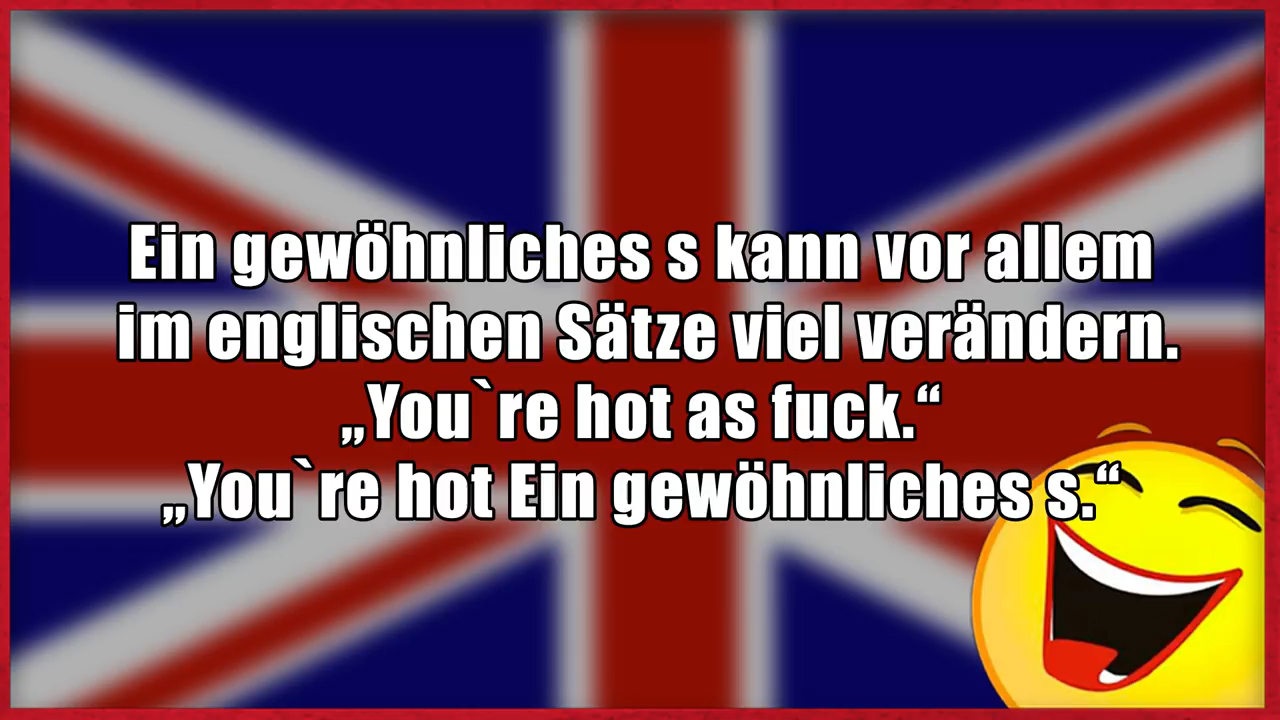 Ein gewöhnliches s kann vor allem
im englischen Sätze viel verändern.
„You`re hot as fuck.“
„You`re hot Ein gewöhnliches s.“